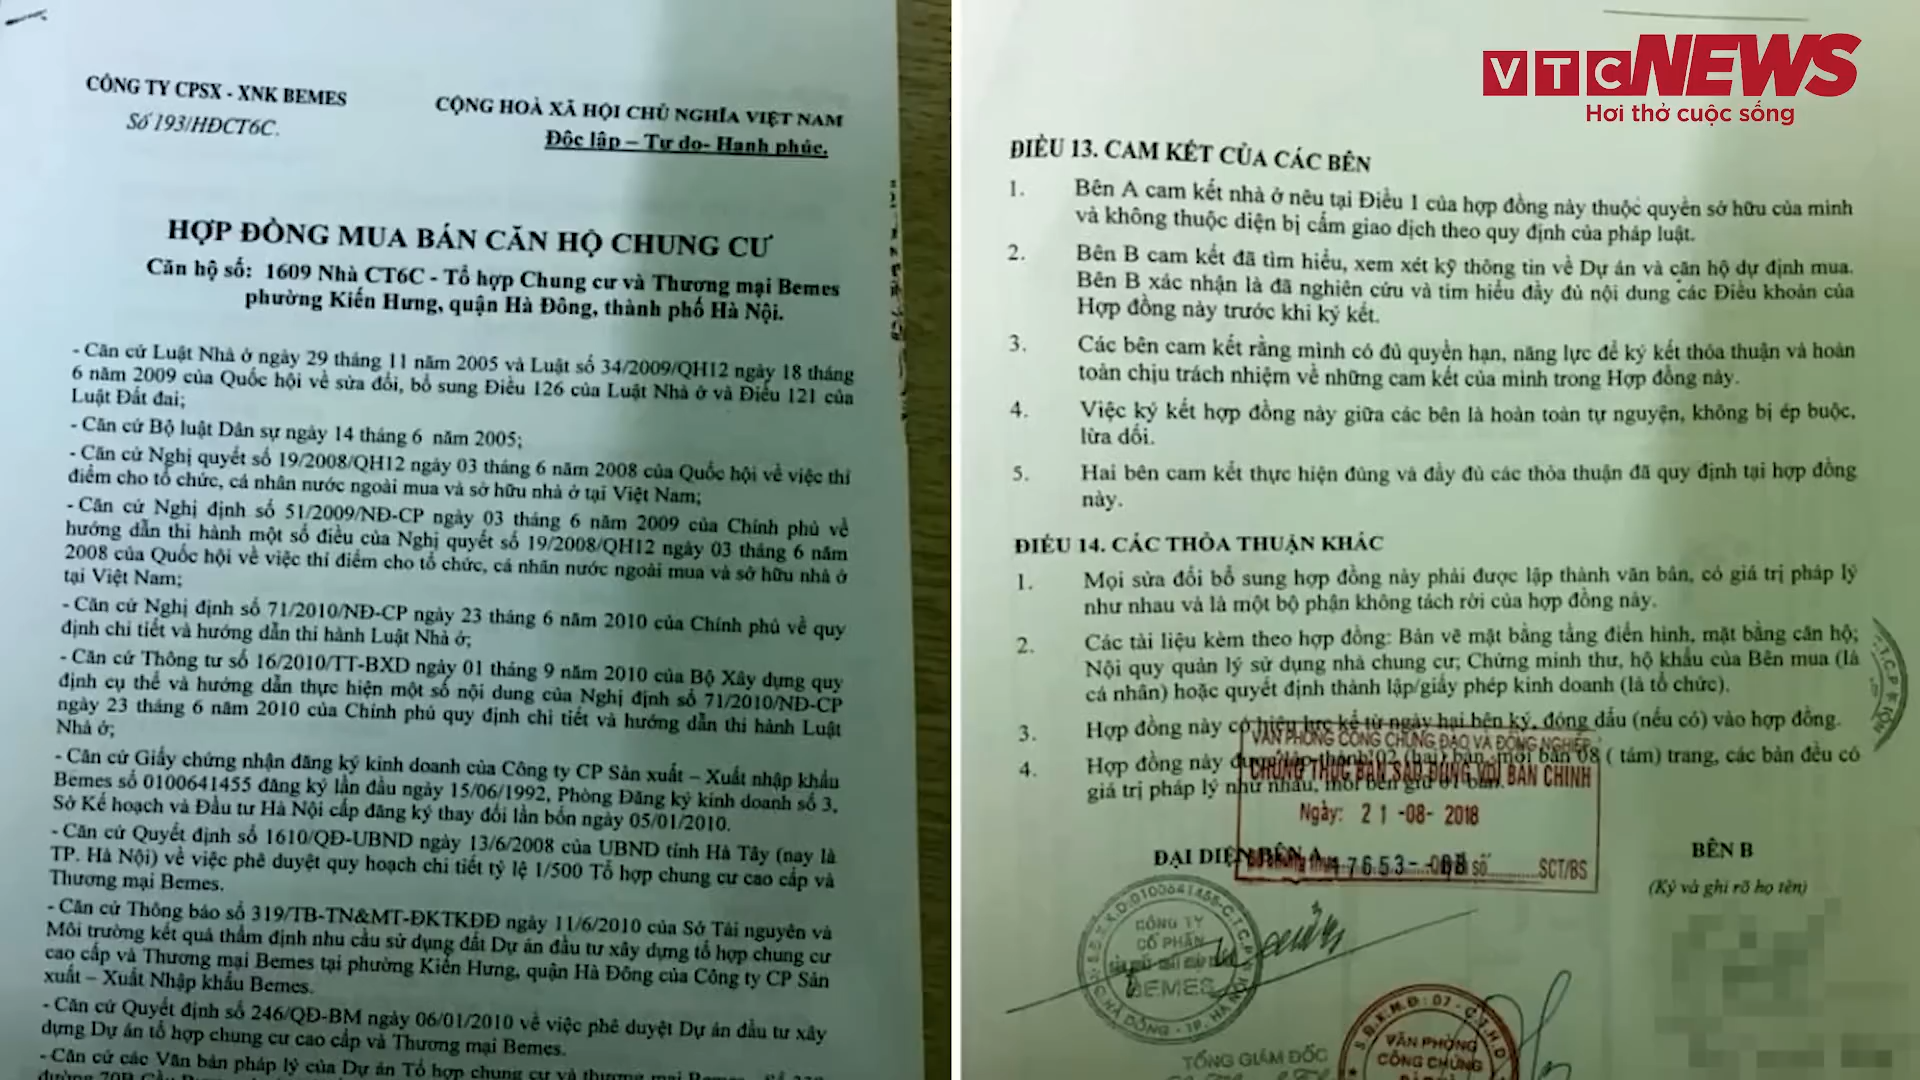 CÔNG TY CPSX - XNK BEMES
Số 193/HĐCT6C.
CỘNG HOÀ XÃ HỘI CHỦ NGHĨA VIỆT NAM
Độc lập – Tự do- Hạnh phúc.
HỢP ĐỒNG MUA BÁN CĂN HỘ CHUNG CƯ
Căn hộ số: 1609 Nhà CT6C - Tổ hợp Chung cư và Thương mại Bemes
phường Kiến Hưng, quận Hà Đông, thành phố Hà Nội.
- Căn cứ Luật Nhà ở ngày 29 tháng 11 năm 2005 và Luật số 34/2009/QH12 ngày 18 tháng
6 năm 2009 của Quốc hội về sửa đổi, bổ sung Điều 126 của Luật Nhà ở và Điều 121 của
Luật Đất đai;
- Căn cứ Bộ luật Dân sự ngày 14 tháng 6 năm 2005;
- Căn cứ Nghị quyết số 19/2008/QH12 ngày 03 tháng 6 năm 2008 của Quốc hội về việc thí
điểm cho tổ chức, cá nhân nước ngoài mua và sở hữu nhà ở tại Việt Nam;
- Căn cứ Nghị định số 51/2009/NĐ-CP ngày 03 tháng 6 năm 2009 của Chính phủ về
hướng dẫn thi hành một số điều của Nghị quyết số 19/2008/QH12 ngày 03 tháng 6 năm
2008 của Quốc hội về việc thí điểm cho tổ chức, cá nhân nước ngoài mua và sở hữu nhà ở
tại Việt Nam;
- Căn cứ Nghị định số 71/2010/NĐ-CP ngày 23 tháng 6 năm 2010 của Chính phủ về quy
định chi tiết và hướng dẫn thi hành Luật Nhà ở;
- Căn cứ Thông tư số 16/2010/TT-BXD ngày 01 tháng 9 năm 2010 của Bộ Xây dựng quy
định cụ thể và hướng dẫn thực hiện một số nội dung của Nghị định số 71/2010/NĐ-CP
ngày 23 tháng 6 năm 2010 của Chính phủ quy định chi tiết và hướng dẫn thi hành Luật
Nhà ở;
- Căn cứ Giấy chứng nhận đăng ký kinh doanh của Công ty CP Sản xuất – Xuất nhập khẩu
Bemes số 0100641455 đăng ký lần đầu ngày 15/06/1992, Phòng Đăng ký kinh doanh số 3,
Sở Kế hoạch và Đầu tư Hà Nội cấp đăng ký thay đổi lần bốn ngày 05/01/2010.
- Căn cứ Quyết định số 1610/QĐ-UBND ngày 13/6/2008 của UBND tỉnh Hà Tây (nay là
TP. Hà Nội) về việc phê duyệt quy hoạch chi tiết tỷ lệ 1/500 Tổ hợp chung cư cao cấp và
Thương mại Bemes.
- Căn cứ Thông báo số 319/TB-TN&MT-ĐKTKĐĐ ngày 11/6/2010 của Sở Tài nguyên và
Môi trường kết quả thẩm định nhu cầu sử dụng đất Dự án đầu tư xây dựng tổ hợp chung cư
cao cấp và Thương mại Bemes tại phường Kiến Hưng, quận Hà Đông của Công ty CP Sản
xuất – Xuất Nhập khẩu Bemes.
- Căn cứ Quyết định số 246/QĐ-BM ngày 06/01/2010 về việc phê duyệt Dự án đầu tư xây
dựng Dự án tổ hợp chung cư cao cấp và Thương mại Bemes.
- Căn cứ các Văn bản pháp lý của Dự án Tổ hợp chung cư và thương mại Bemes
VTC NEWS
Hơi thở cuộc sống
ĐIỀU 13. CAM KẾT CỦA CÁC BÊN
1. Bên A cam kết nhà ở nêu tại Điều 1 của hợp đồng này thuộc quyền sở hữu của mình
và không thuộc diện bị cấm giao dịch theo quy định của pháp luật.
2. Bên B cam kết đã tìm hiểu, xem xét kỹ thông tin về Dự án và căn hộ dự định mua.
Bên B xác nhận là đã nghiên cứu và tìm hiểu đầy đủ nội dung các Điều khoản của
Hợp đồng này trước khi ký kết.
3. Các bên cam kết rằng mình có đủ quyền hạn, năng lực để ký kết thỏa thuận và hoàn
toàn chịu trách nhiệm về những cam kết của mình trong Hợp đồng này.
4. Việc ký kết hợp đồng này giữa các bên là hoàn toàn tự nguyện, không bị ép buộc,
lừa dối.
5. Hai bên cam kết thực hiện đúng và đầy đủ các thỏa thuận đã quy định tại hợp đồng
này.
ĐIỀU 14. CÁC THỎA THUẬN KHÁC
1. Mọi sửa đổi bổ sung hợp đồng này phải được lập thành văn bản, có giá trị pháp lý
như nhau và là một bộ phận không tách rời của hợp đồng này.
2. Các tài liệu kèm theo hợp đồng: Bản vẽ mặt bằng tầng điển hình, mặt bằng căn hộ;
Nội quy quản lý sử dụng nhà chung cư; Chứng minh thư, hộ khẩu của Bên mua (là
cá nhân) hoặc quyết định thành lập/giấy phép kinh doanh (là tổ chức).
3. Hợp đồng này có hiệu lực kể từ ngày hai bên ký, đóng dấu (nếu có) vào hợp đồng.
4. Hợp đồng này được lập thành 02 (hai) bản, mỗi bản 08 ( tám) trang, các bản đều có
giá trị pháp lý như nhau, mỗi bên giữ 01 bản.
VĂN PHÒNG CÔNG CHỨNG ĐÀO VÀ ĐỒNG NGHIỆP
CHỨNG THỰC BẢN SAO ĐÚNG VỚI BẢN CHÍNH
Ngày: 21 -08- 2018
số.........SCT/BS
ĐẠI DIỆN BÊN A
BÊN B
(Ký và ghi rõ họ tên)
CÔNG TY
CỔ PHẦN
BEMES
HÀ ĐÔNG - TP. HÀ NỘI
TỔNG GIÁM ĐỐC
VĂN PHÒNG
CÔNG CHỨNG